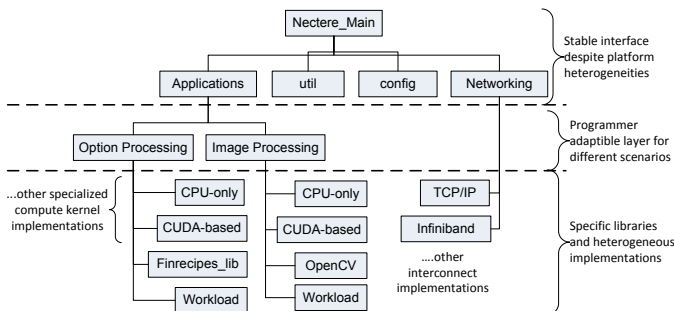 Nectere_Main
Stable interface
despite platform
heterogeneities
Applications
util
config
Networking
Programmer
adaptible layer for
different scenarios
Option Processing
Image Processing
...other specialized
compute kernel
implementations
CPU-only
CUDA-based
Finrecipes_lib
Workload
CPU-only
CUDA-based
OpenCV
Workload
TCP/IP
Infiniband
....other
interconnect
implementations
Specific libraries
and heterogeneous
implementations